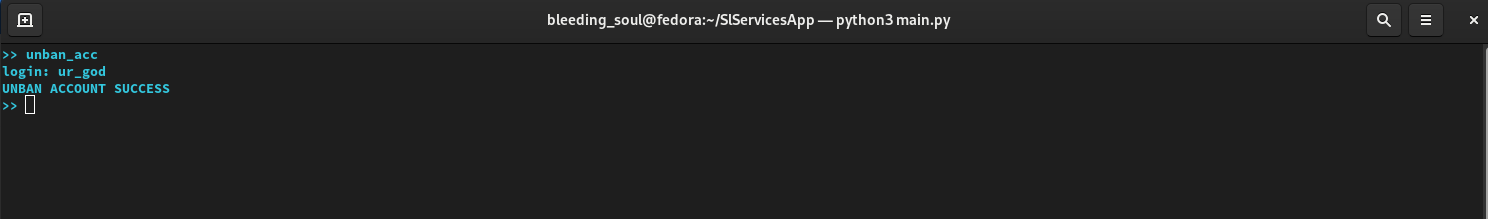 bleeding_soul@fedora:~/SlServicesApp — python3 main.py
>> unban_acc
login: ur_god
UNBAN ACCOUNT SUCCESS
>>